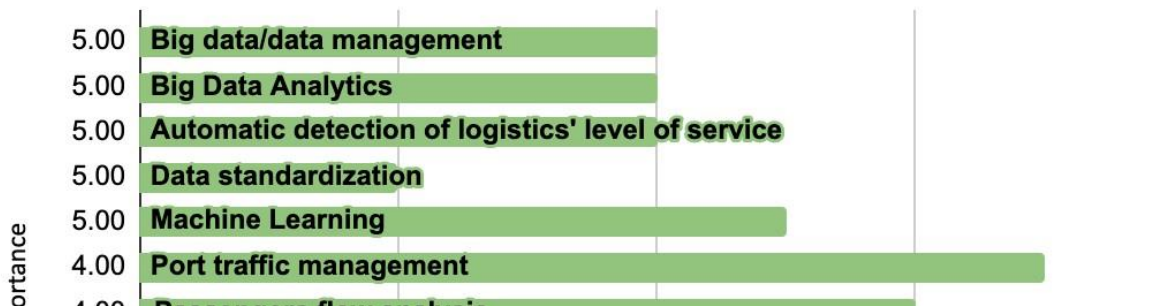 5.00 Big data/data management
5.00 Big Data Analytics
5.00 Automatic detection of logistics' level of service
5.00 Data standardization
5.00 Machine Learning
4.00 Port traffic management